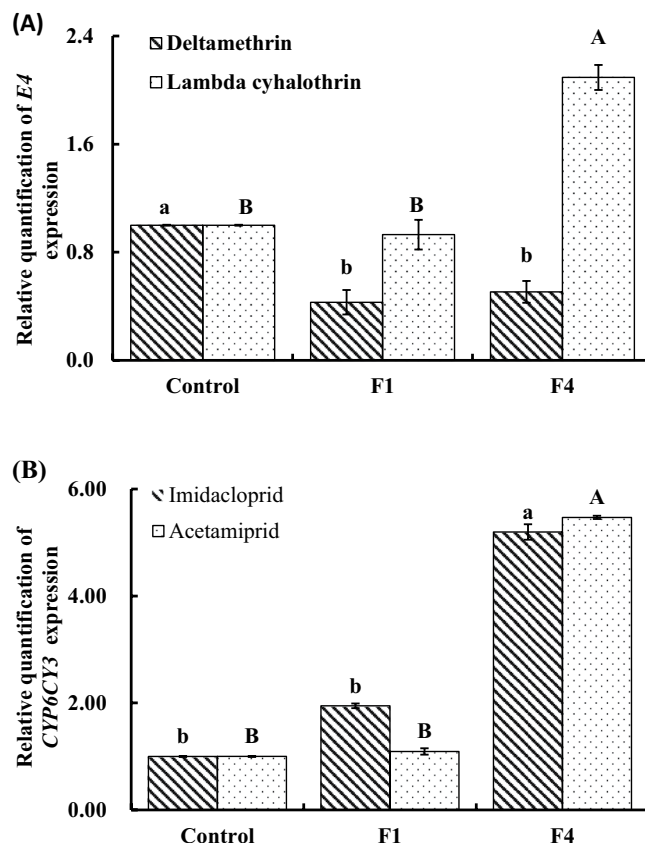 (A)
Relative quantification of E4
expression
2.4
1.6
0.8
0.0
Deltamethrin
Lambda cyhalothrin
a
B
b
B
b
A
Control
F1
F4
(B)
Relative quantification of
CYP6CY3 expression
6.00
4.00
2.00
0.00
Imidacloprid
Acetamiprid
b
B
b
B
a
A
Control
F1
F4